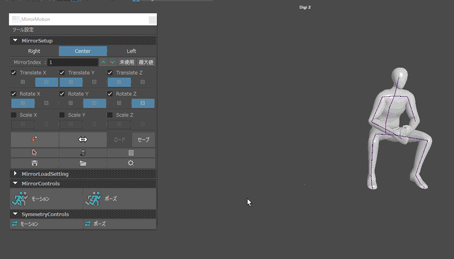 Digi 2
MirrorMotion
ツール設定
MirrorSetup
Right Center Left
MirrorIndex : 1 未使用 最大値
Translate X Translate Y Translate Z
Rotate X Rotate Y Rotate Z
Scale X Scale Y Scale Z
ロード セーブ
MirrorLoadSetting
MirrorControls
モーション ポーズ
SymmetryControls
モーション ポーズ